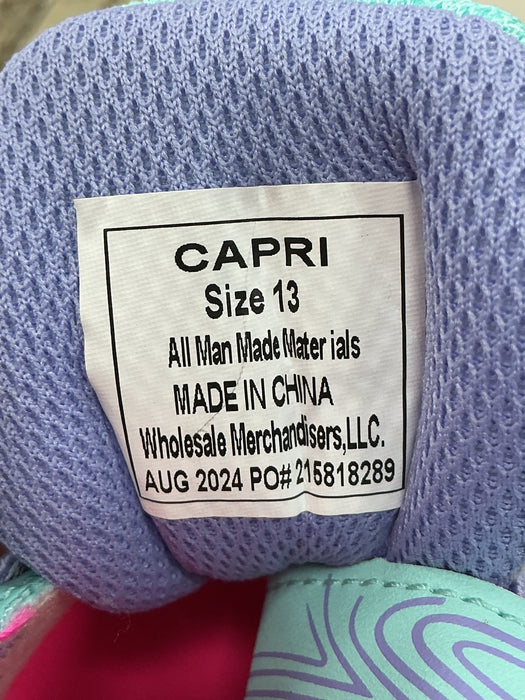 CAPRI
Size 13
All Man Made Mater ials
MADE IN CHINA
Wholesale Merchandisers,LLC.
AUG 2024 PO# 215818289